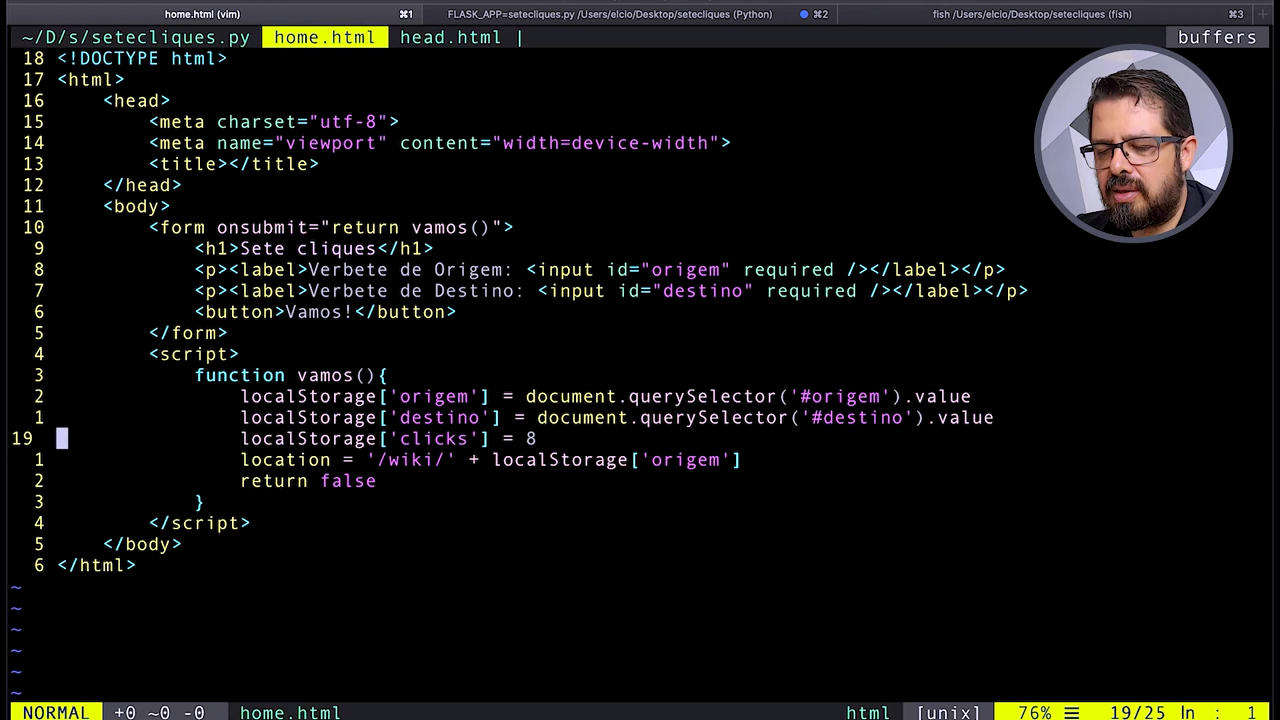 home.html (vim) ⌘1 FLASK_APP=setecliques.py /Users/elcio/Desktop/setecliques (Python) ⌘2 fish /Users/elcio/Desktop/setecliques (fish) ⌘3 +
~/D/s/setecliques.py home.html head.html | buffers
18 <!DOCTYPE html>
17 <html>
16 <head>
15 <meta charset="utf-8">
14 <meta name="viewport" content="width=device-width">
13 <title></title>
12 </head>
11 <body>
10 <form onsubmit="return vamos()">
9 <h1>Sete cliques</h1>
8 <p><label>Verbete de Origem: <input id="origem" required /></label></p>
7 <p><label>Verbete de Destino: <input id="destino" required /></label></p>
6 <button>Vamos!</button>
5 </form>
4 <script>
3 function vamos(){
2 localStorage['origem'] = document.querySelector('#origem').value
1 localStorage['destino'] = document.querySelector('#destino').value
19 localStorage['clicks'] = 8
1 location = '/wiki/' + localStorage['origem']
2 return false
3 }
4 </script>
5 </body>
6 </html>
~
~
~
~
~
~
NORMAL +0 ~0 -0 home.html html [unix] 76% ☰ 19/25 ln : 1